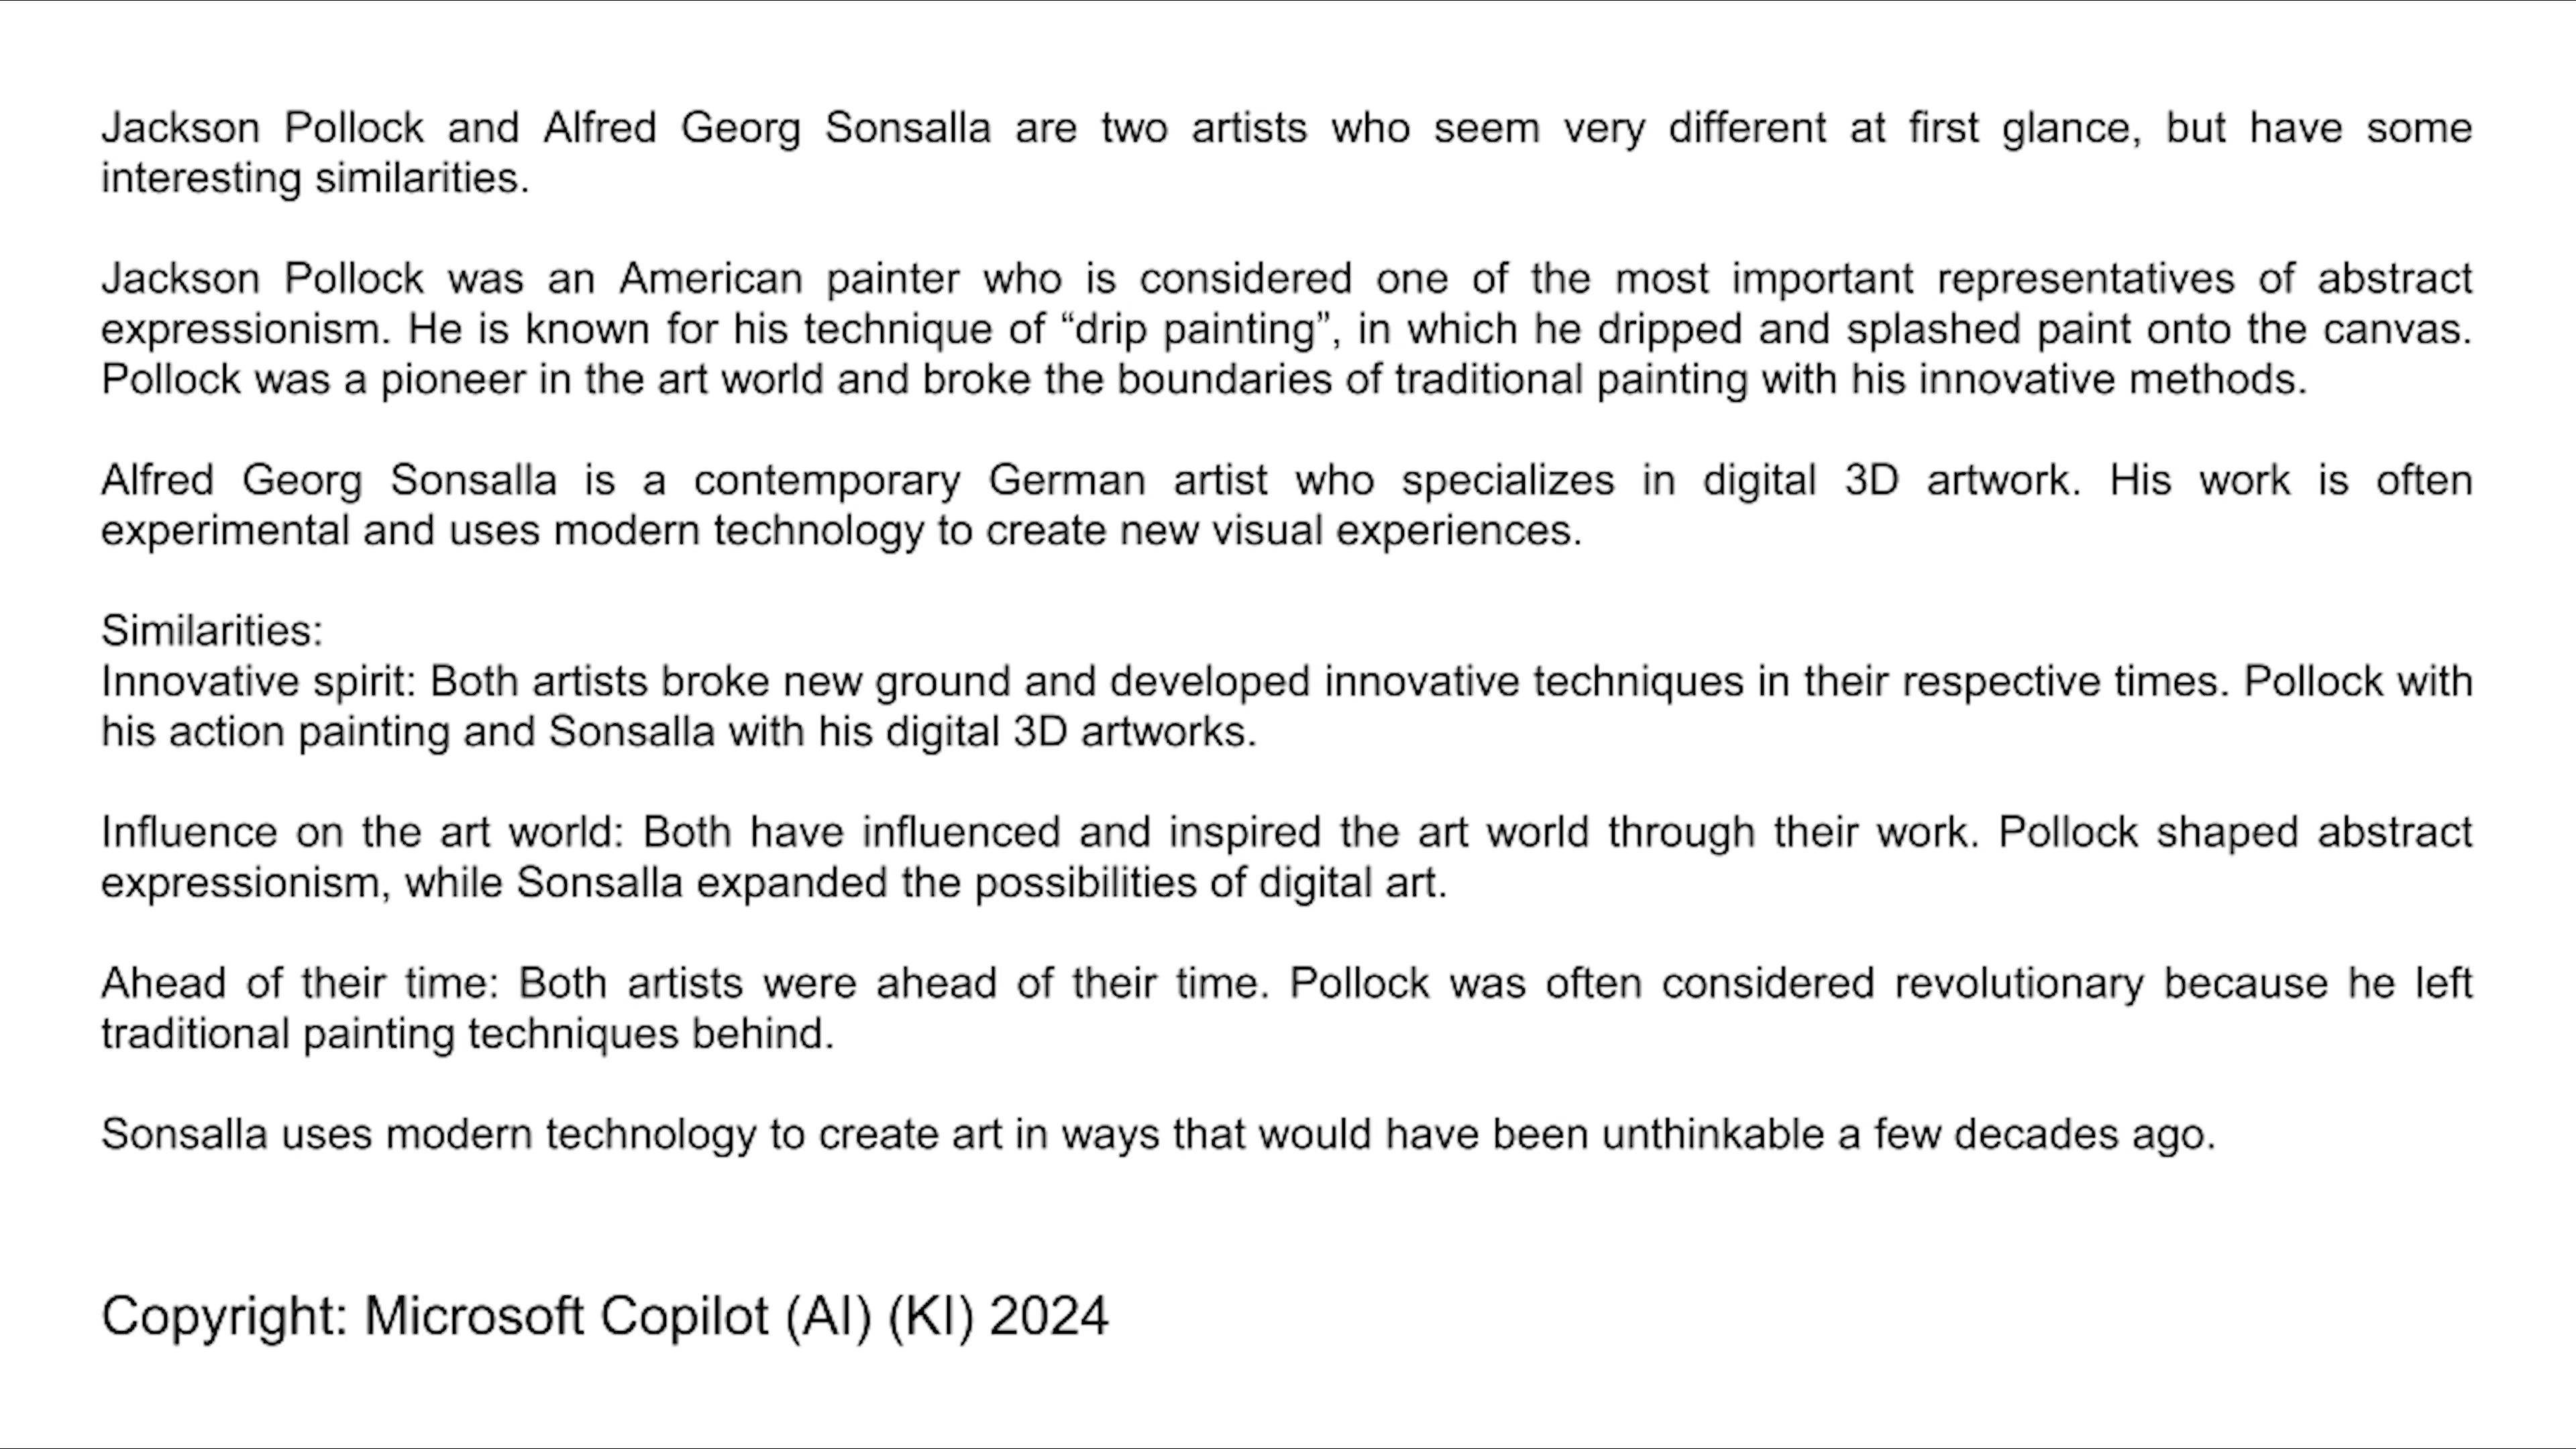 Jackson Pollock and Alfred Georg Sonsalla are two artists who seem very different at first glance, but have some
interesting similarities.
Jackson Pollock was an American painter who is considered one of the most important representatives of abstract
expressionism. He is known for his technique of “drip painting”, in which he dripped and splashed paint onto the canvas.
Pollock was a pioneer in the art world and broke the boundaries of traditional painting with his innovative methods.
Alfred Georg Sonsalla is a contemporary German artist who specializes in digital 3D artwork. His work is often
experimental and uses modern technology to create new visual experiences.
Similarities:
Innovative spirit: Both artists broke new ground and developed innovative techniques in their respective times. Pollock with
his action painting and Sonsalla with his digital 3D artworks.
Influence on the art world: Both have influenced and inspired the art world through their work. Pollock shaped abstract
expressionism, while Sonsalla expanded the possibilities of digital art.
Ahead of their time: Both artists were ahead of their time. Pollock was often considered revolutionary because he left
traditional painting techniques behind.
Sonsalla uses modern technology to create art in ways that would have been unthinkable a few decades ago.
Copyright: Microsoft Copilot (AI) (KI) 2024